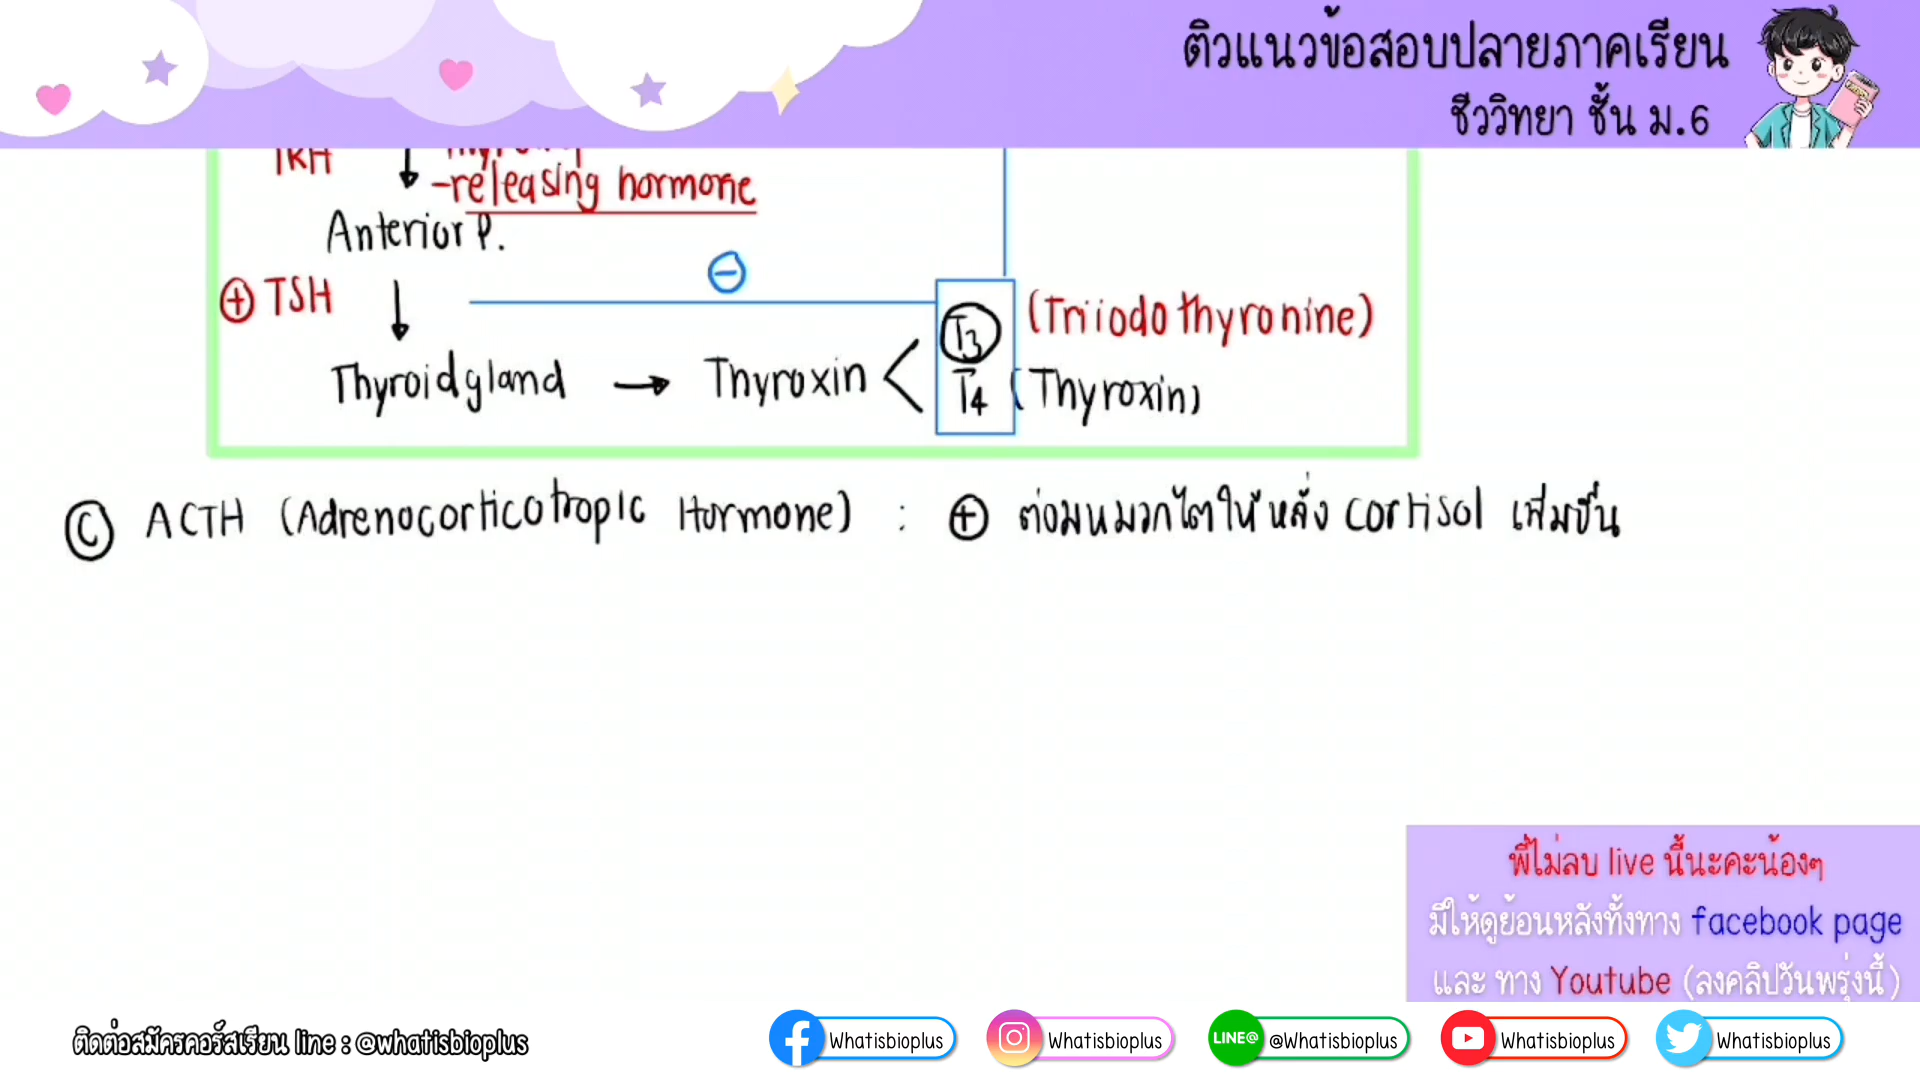 ติวแนวข้อสอบปลายภาคเรียน
ชีววิทยา ชั้น ม.6
TRH
-releasing hormone
Anterior P.
⊖
⊕ TSH
T3 (Triiodothyronine)
Thyroid gland → Thyroxin < T4 (Thyroxin)
Ⓒ ACTH (Adrenocorticotropic Hormone) : ⊕ ต่อมหมวกไตให้หลั่ง cortisol เพิ่มขึ้น
พี่ไม่ลบ live นี้นะคะน้องๆ
มีให้ดูย้อนหลังทั้งทาง facebook page
และ ทาง Youtube (ลงคลิปวันพรุ่งนี้)
ติดต่อสมัครคอร์สเรียน line : @whatisbioplus
Whatisbioplus
Whatisbioplus
LINE@ @Whatisbioplus
Whatisbioplus
Whatisbioplus